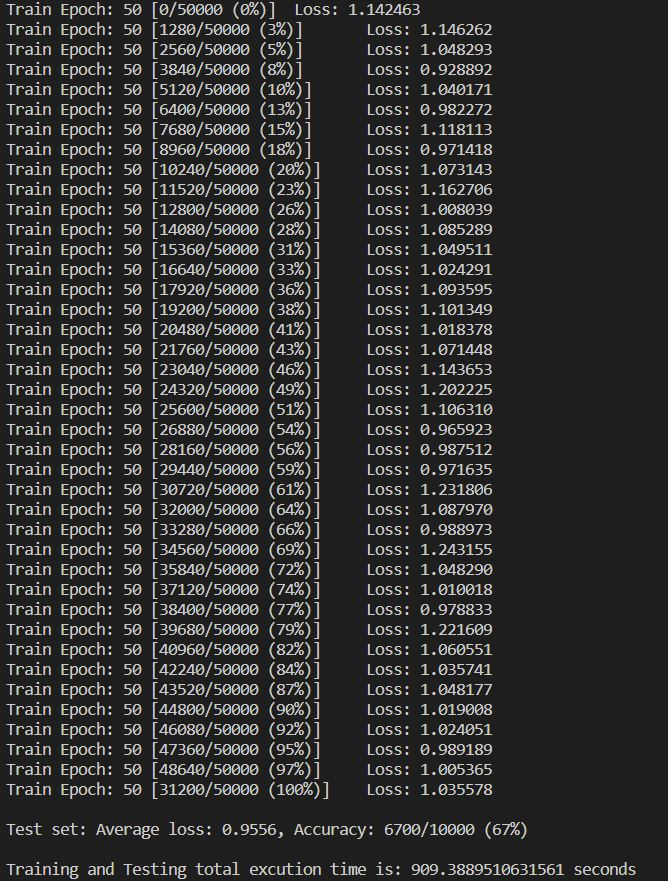 Train Epoch: 50 [0/50000 (0%)]	Loss: 1.142463
Train Epoch: 50 [1280/50000 (3%)]	Loss: 1.146262
Train Epoch: 50 [2560/50000 (5%)]	Loss: 1.048293
Train Epoch: 50 [3840/50000 (8%)]	Loss: 0.928892
Train Epoch: 50 [5120/50000 (10%)]	Loss: 1.040171
Train Epoch: 50 [6400/50000 (13%)]	Loss: 0.982272
Train Epoch: 50 [7680/50000 (15%)]	Loss: 1.118113
Train Epoch: 50 [8960/50000 (18%)]	Loss: 0.971418
Train Epoch: 50 [10240/50000 (20%)]	Loss: 1.073143
Train Epoch: 50 [11520/50000 (23%)]	Loss: 1.162706
Train Epoch: 50 [12800/50000 (26%)]	Loss: 1.008039
Train Epoch: 50 [14080/50000 (28%)]	Loss: 1.085289
Train Epoch: 50 [15360/50000 (31%)]	Loss: 1.049511
Train Epoch: 50 [16640/50000 (33%)]	Loss: 1.024291
Train Epoch: 50 [17920/50000 (36%)]	Loss: 1.093595
Train Epoch: 50 [19200/50000 (38%)]	Loss: 1.101349
Train Epoch: 50 [20480/50000 (41%)]	Loss: 1.018378
Train Epoch: 50 [21760/50000 (43%)]	Loss: 1.071448
Train Epoch: 50 [23040/50000 (46%)]	Loss: 1.143653
Train Epoch: 50 [24320/50000 (49%)]	Loss: 1.202225
Train Epoch: 50 [25600/50000 (51%)]	Loss: 1.106310
Train Epoch: 50 [26880/50000 (54%)]	Loss: 0.965923
Train Epoch: 50 [28160/50000 (56%)]	Loss: 0.987512
Train Epoch: 50 [29440/50000 (59%)]	Loss: 0.971635
Train Epoch: 50 [30720/50000 (61%)]	Loss: 1.231806
Train Epoch: 50 [32000/50000 (64%)]	Loss: 1.087970
Train Epoch: 50 [33280/50000 (66%)]	Loss: 0.988973
Train Epoch: 50 [34560/50000 (69%)]	Loss: 1.243155
Train Epoch: 50 [35840/50000 (72%)]	Loss: 1.048290
Train Epoch: 50 [37120/50000 (74%)]	Loss: 1.010018
Train Epoch: 50 [38400/50000 (77%)]	Loss: 0.978833
Train Epoch: 50 [39680/50000 (79%)]	Loss: 1.221609
Train Epoch: 50 [40960/50000 (82%)]	Loss: 1.060551
Train Epoch: 50 [42240/50000 (84%)]	Loss: 1.035741
Train Epoch: 50 [43520/50000 (87%)]	Loss: 1.048177
Train Epoch: 50 [44800/50000 (90%)]	Loss: 1.019008
Train Epoch: 50 [46080/50000 (92%)]	Loss: 1.024051
Train Epoch: 50 [47360/50000 (95%)]	Loss: 0.989189
Train Epoch: 50 [48640/50000 (97%)]	Loss: 1.005365
Train Epoch: 50 [31200/50000 (100%)]	Loss: 1.035578
Test set: Average loss: 0.9556, Accuracy: 6700/10000 (67%)
Training and Testing total excution time is: 909.3889510631561 seconds